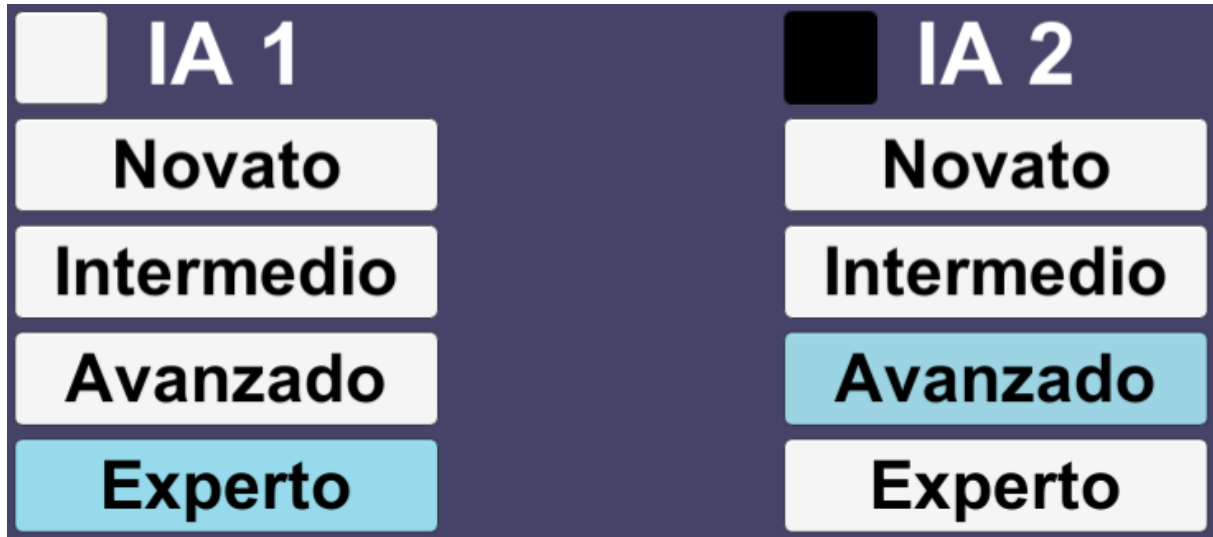 IA 1
Novato
Intermedio
Avanzado
Experto
IA 2
Novato
Intermedio
Avanzado
Experto